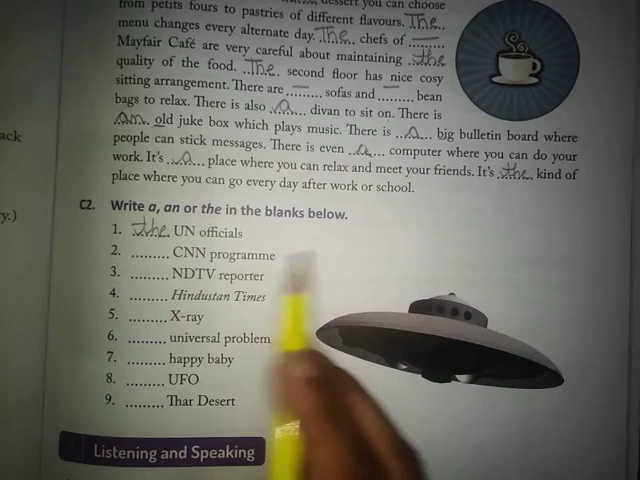 dessert you can choose
from petits fours to pastries of different flavours. The
menu changes every alternate day. The chefs of ........
Mayfair Café are very careful about maintaining the
quality of the food. The second floor has nice cosy
sitting arrangement. There are ......... sofas and ......... bean
bags to relax. There is also a divan to sit on. There is
an old juke box which plays music. There is a big bulletin board where
people can stick messages. There is even a computer where you can do your
work. It's a place where you can relax and meet your friends. It's the kind of
place where you can go every day after work or school.
ack
ry.)
C2. Write a, an or the in the blanks below.
1. the UN officials
2. ......... CNN programme
3. ......... NDTV reporter
4. ......... Hindustan Times
5. ......... X-ray
6. ......... universal problem
7. ......... happy baby
8. ......... UFO
9. ......... Thar Desert
Listening and Speaking